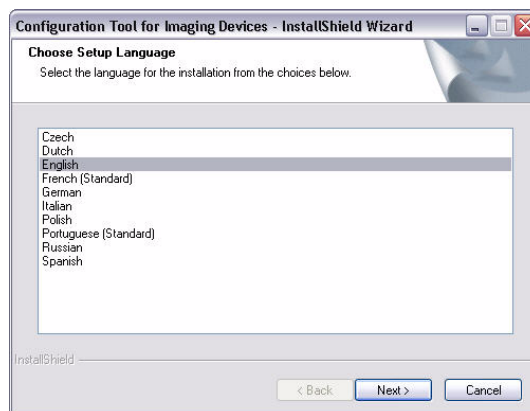 Configuration Tool for Imaging Devices - InstallShield Wizard
Choose Setup Language
Select the language for the installation from the choices below.
Czech
Dutch
English
French (Standard)
German
Italian
Polish
Portuguese (Standard)
Russian
Spanish
InstallShield
< Back Next > Cancel